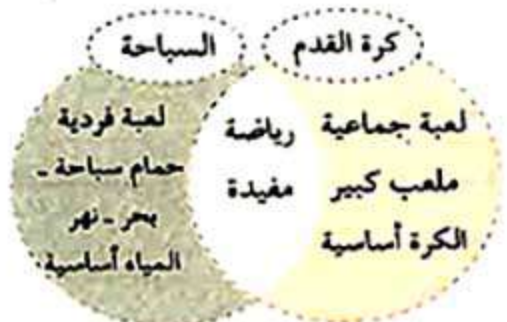 كرة القدم
السباحة
لعبة جماعية
ملعب كبير
الكرة أساسية
رياضة
مفيدة
لعبة فردية
حمام سباحة -
بحر - نهر
المياه أساسية